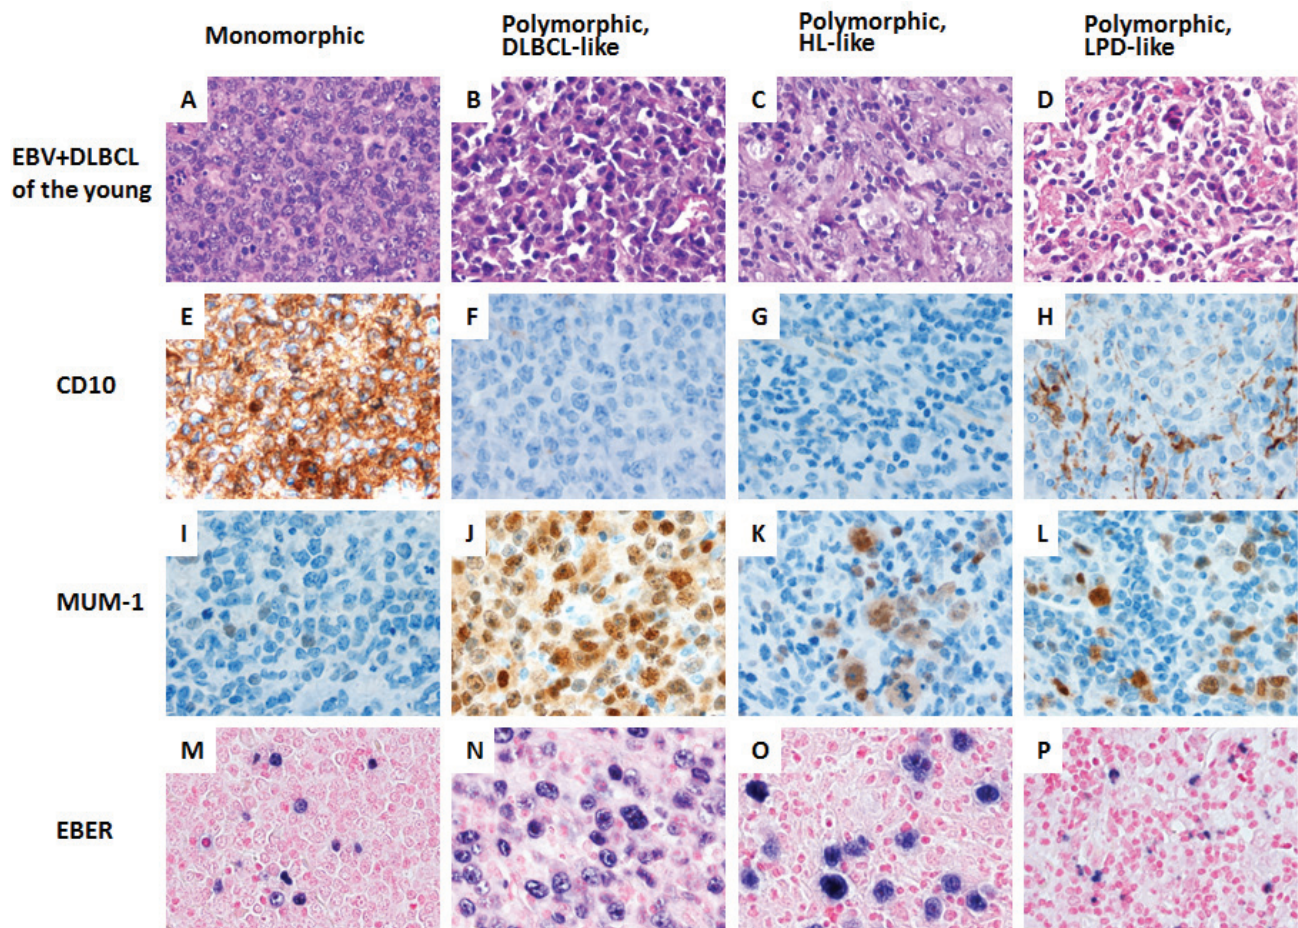 Monomorphic
Polymorphic,
DLBCL-like
Polymorphic,
HL-like
Polymorphic,
LPD-like
EBV+DLBCL
of the young
A
B
C
D
CD10
E
F
G
H
MUM-1
I
J
K
L
EBER
M
N
O
P